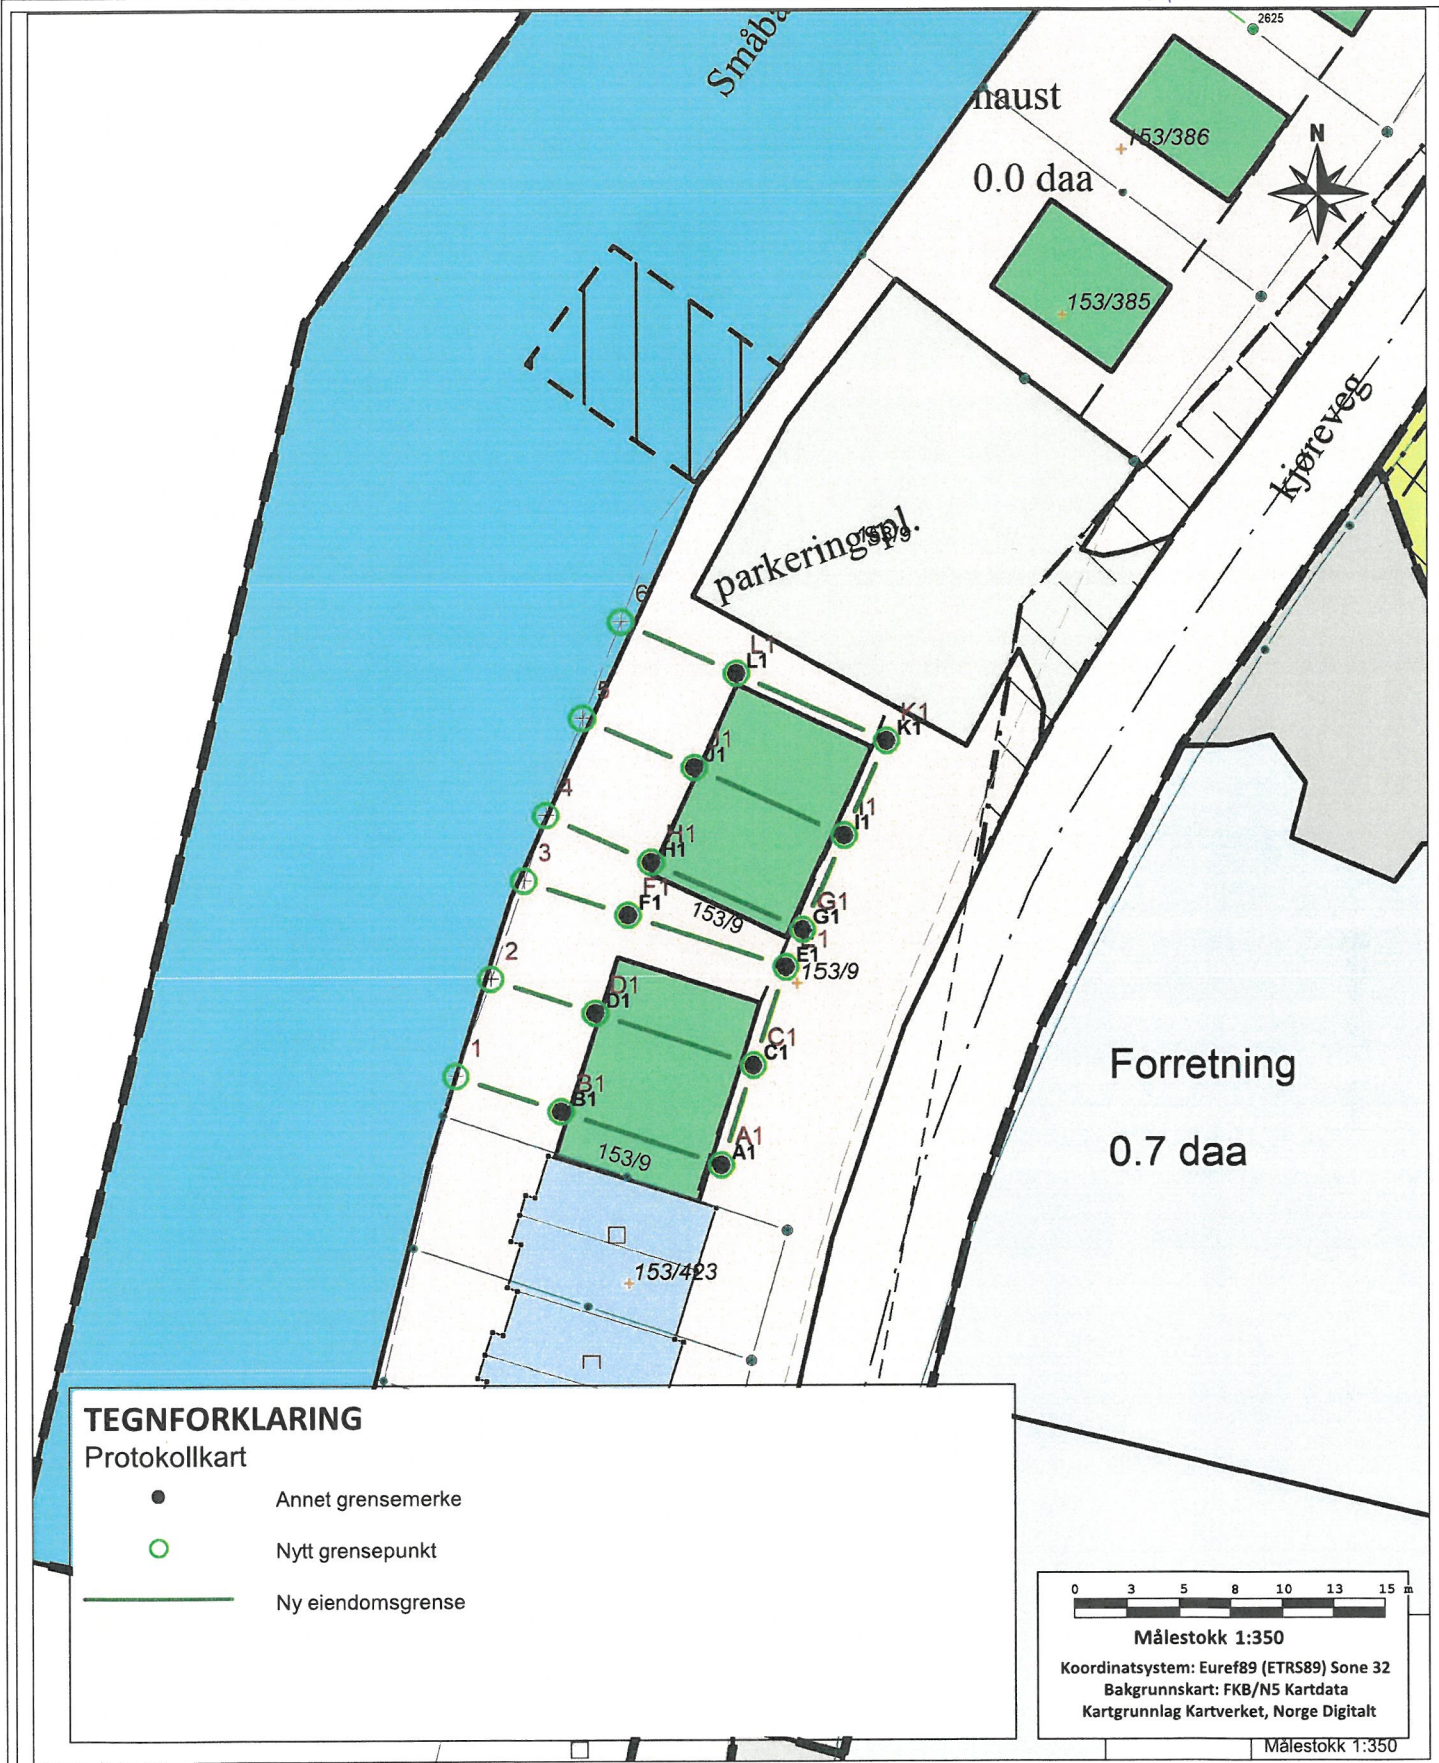 2625
Småbå
naust
153/386
N
0.0 daa
153/385
kjøreveg
parkeringspl.
153/9
6
L1
L1
5
K1
K1
J1
J1
4
I1
I1
H1
H1
3
F1
F1
G1
G1
153/9
E1
153/9
2
D1
D1
C1
C1
1
B1
B1
A1
A1
153/9
153/423
Forretning
0.7 daa
TEGNFORKLARING
Protokollkart
Annet grensemerke
Nytt grensepunkt
Ny eiendomsgrense
0 3 5 8 10 13 15 m
Målestokk 1:350
Koordinatsystem: Euref89 (ETRS89) Sone 32
Bakgrunnskart: FKB/N5 Kartdata
Kartgrunnlag Kartverket, Norge Digitalt
Målestokk 1:350